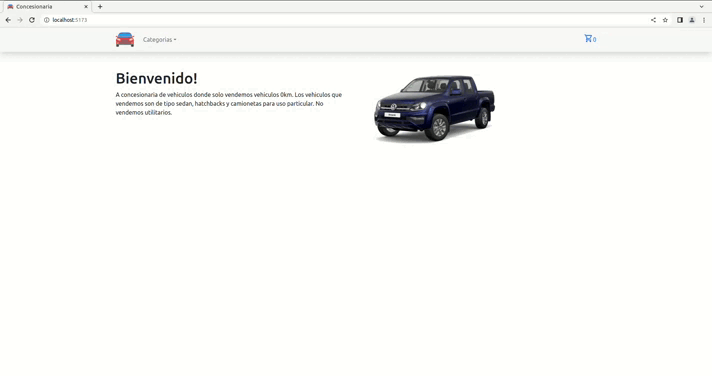 Concesionaria
localhost:5173
Categorias
0
Bienvenido!
A concesionaria de vehiculos donde solo vendemos vehiculos 0km. Los vehiculos que
vendemos son de tipo sedan, hatchbacks y camionetas para uso particular. No
vendemos utilitarios.